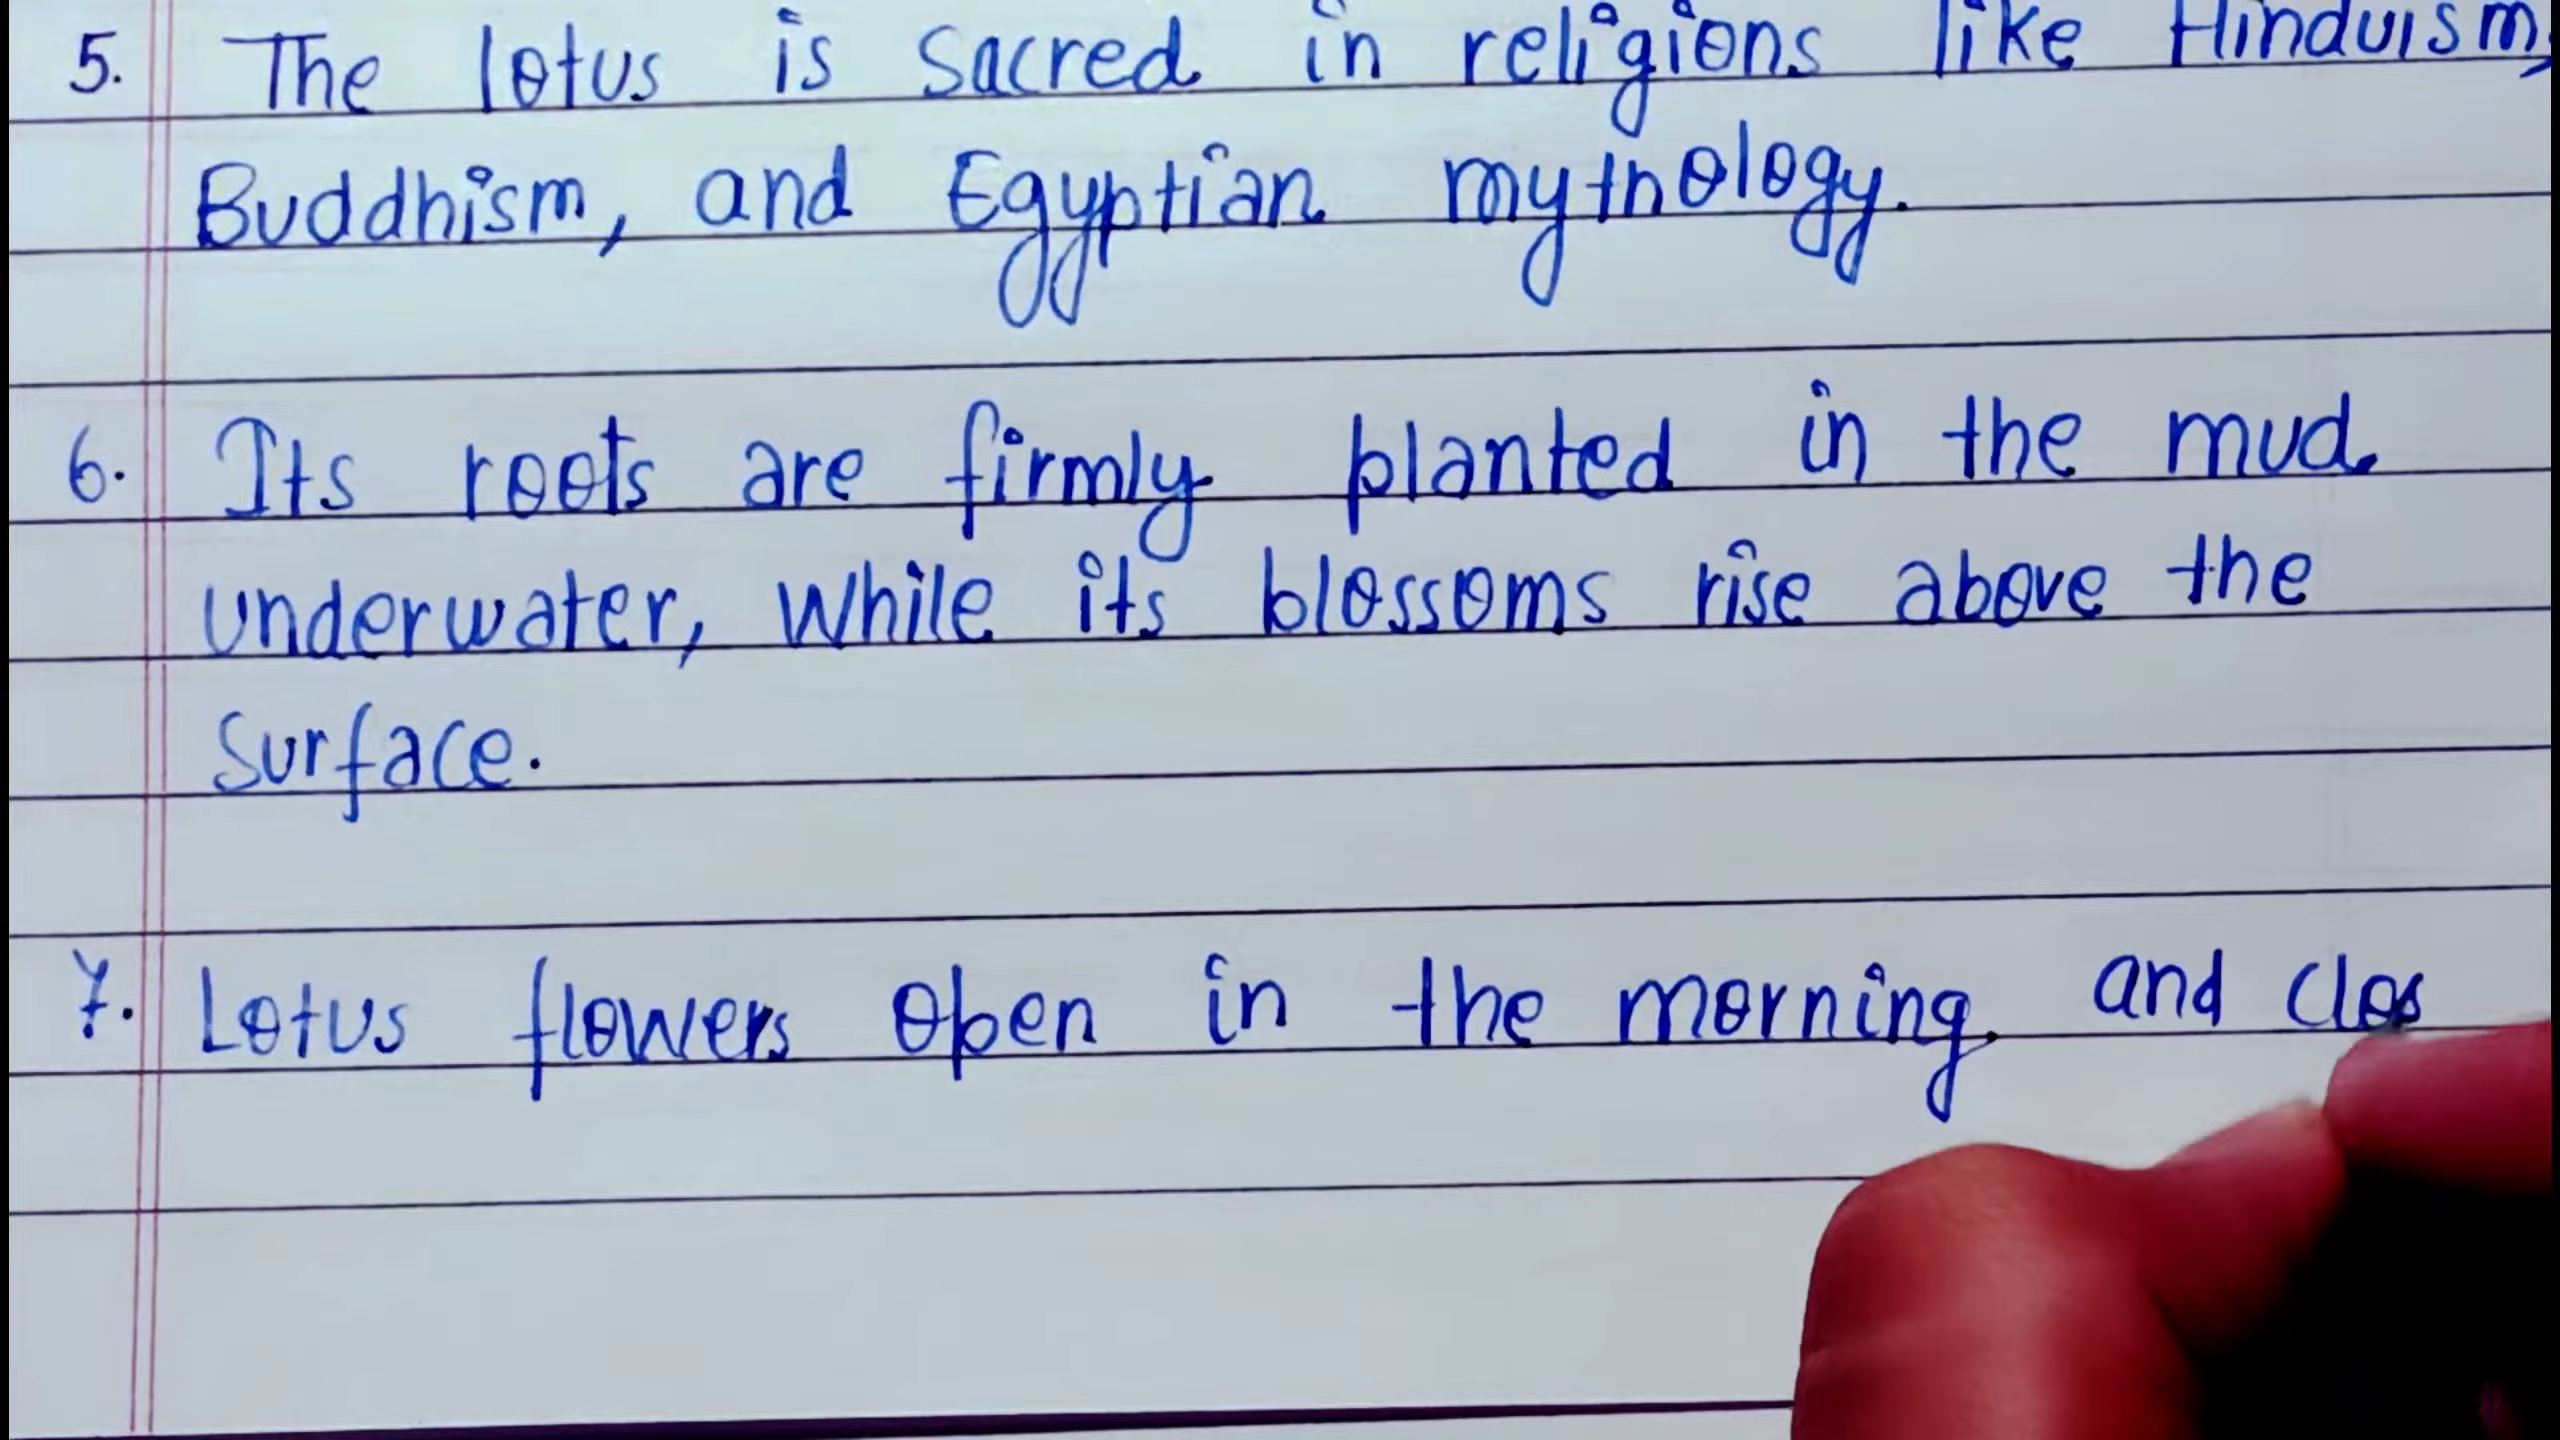 5. The lotus is sacred in religions like Hinduism,
Buddhism, and Egyptian mythology.
6. Its roots are firmly planted in the mud
underwater, while its blossoms rise above the
surface.
7. Lotus flowers open in the morning and clos